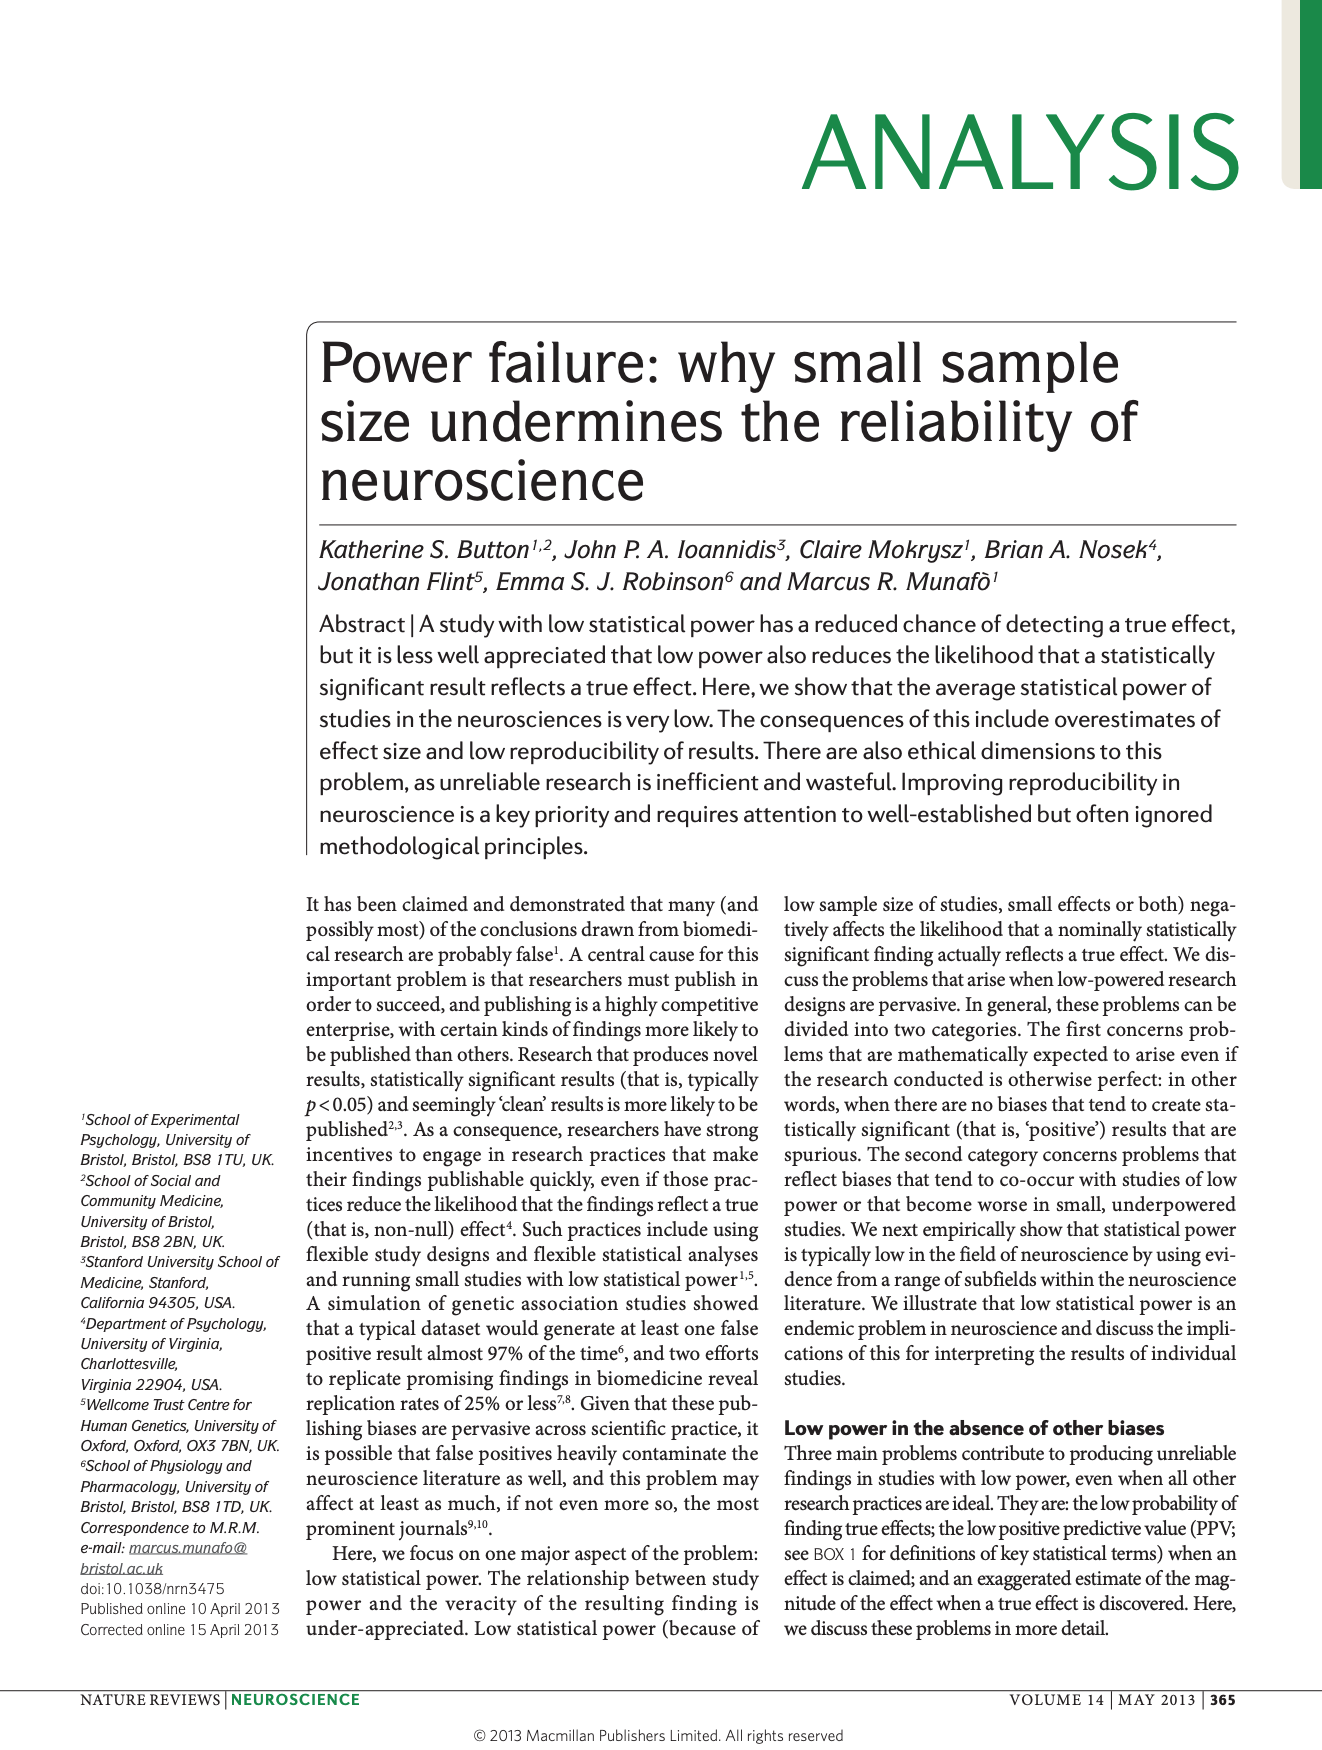 ANALYSIS
Power failure: why small sample
size undermines the reliability of
neuroscience
Katherine S. Button1,2, John P. A. Ioannidis3, Claire Mokrysz1, Brian A. Nosek4,
Jonathan Flint5, Emma S. J. Robinson6 and Marcus R. Munafò1
Abstract | A study with low statistical power has a reduced chance of detecting a true effect,
but it is less well appreciated that low power also reduces the likelihood that a statistically
significant result reflects a true effect. Here, we show that the average statistical power of
studies in the neurosciences is very low. The consequences of this include overestimates of
effect size and low reproducibility of results. There are also ethical dimensions to this
problem, as unreliable research is inefficient and wasteful. Improving reproducibility in
neuroscience is a key priority and requires attention to well-established but often ignored
methodological principles.
It has been claimed and demonstrated that many (and
possibly most) of the conclusions drawn from biomedi-
cal research are probably false1. A central cause for this
important problem is that researchers must publish in
order to succeed, and publishing is a highly competitive
enterprise, with certain kinds of findings more likely to
be published than others. Research that produces novel
results, statistically significant results (that is, typically
p < 0.05) and seemingly ‘clean’ results is more likely to be
published2,3. As a consequence, researchers have strong
incentives to engage in research practices that make
their findings publishable quickly, even if those prac-
tices reduce the likelihood that the findings reflect a true
(that is, non-null) effect4. Such practices include using
flexible study designs and flexible statistical analyses
and running small studies with low statistical power1,5.
A simulation of genetic association studies showed
that a typical dataset would generate at least one false
positive result almost 97% of the time6, and two efforts
to replicate promising findings in biomedicine reveal
replication rates of 25% or less7,8. Given that these pub-
lishing biases are pervasive across scientific practice, it
is possible that false positives heavily contaminate the
neuroscience literature as well, and this problem may
affect at least as much, if not even more so, the most
prominent journals9,10.
Here, we focus on one major aspect of the problem:
low statistical power. The relationship between study
power and the veracity of the resulting finding is
under-appreciated. Low statistical power (because of
low sample size of studies, small effects or both) nega-
tively affects the likelihood that a nominally statistically
significant finding actually reflects a true effect. We dis-
cuss the problems that arise when low-powered research
designs are pervasive. In general, these problems can be
divided into two categories. The first concerns prob-
lems that are mathematically expected to arise even if
the research conducted is otherwise perfect: in other
words, when there are no biases that tend to create sta-
tistically significant (that is, ‘positive’) results that are
spurious. The second category concerns problems that
reflect biases that tend to co-occur with studies of low
power or that become worse in small, underpowered
studies. We next empirically show that statistical power
is typically low in the field of neuroscience by using evi-
dence from a range of subfields within the neuroscience
literature. We illustrate that low statistical power is an
endemic problem in neuroscience and discuss the impli-
cations of this for interpreting the results of individual
studies.
Low power in the absence of other biases
Three main problems contribute to producing unreliable
findings in studies with low power, even when all other
research practices are ideal. They are: the low probability of
finding true effects; the low positive predictive value (PPV;
see BOX 1 for definitions of key statistical terms) when an
effect is claimed; and an exaggerated estimate of the mag-
nitude of the effect when a true effect is discovered. Here,
we discuss these problems in more detail.
1School of Experimental
Psychology, University of
Bristol, Bristol, BS8 1TU, UK.
2School of Social and
Community Medicine,
University of Bristol,
Bristol, BS8 2BN, UK.
3Stanford University School of
Medicine, Stanford,
California 94305, USA.
4Department of Psychology,
University of Virginia,
Charlottesville,
Virginia 22904, USA.
5Wellcome Trust Centre for
Human Genetics, University of
Oxford, Oxford, OX3 7BN, UK.
6School of Physiology and
Pharmacology, University of
Bristol, Bristol, BS8 1TD, UK.
Correspondence to M.R.M.
e-mail: marcus.munafo@
bristol.ac.uk
doi:10.1038/nrn3475
Published online 10 April 2013
Corrected online 15 April 2013
NATURE REVIEWS | NEUROSCIENCE
VOLUME 14 | MAY 2013 | 365
© 2013 Macmillan Publishers Limited. All rights reserved